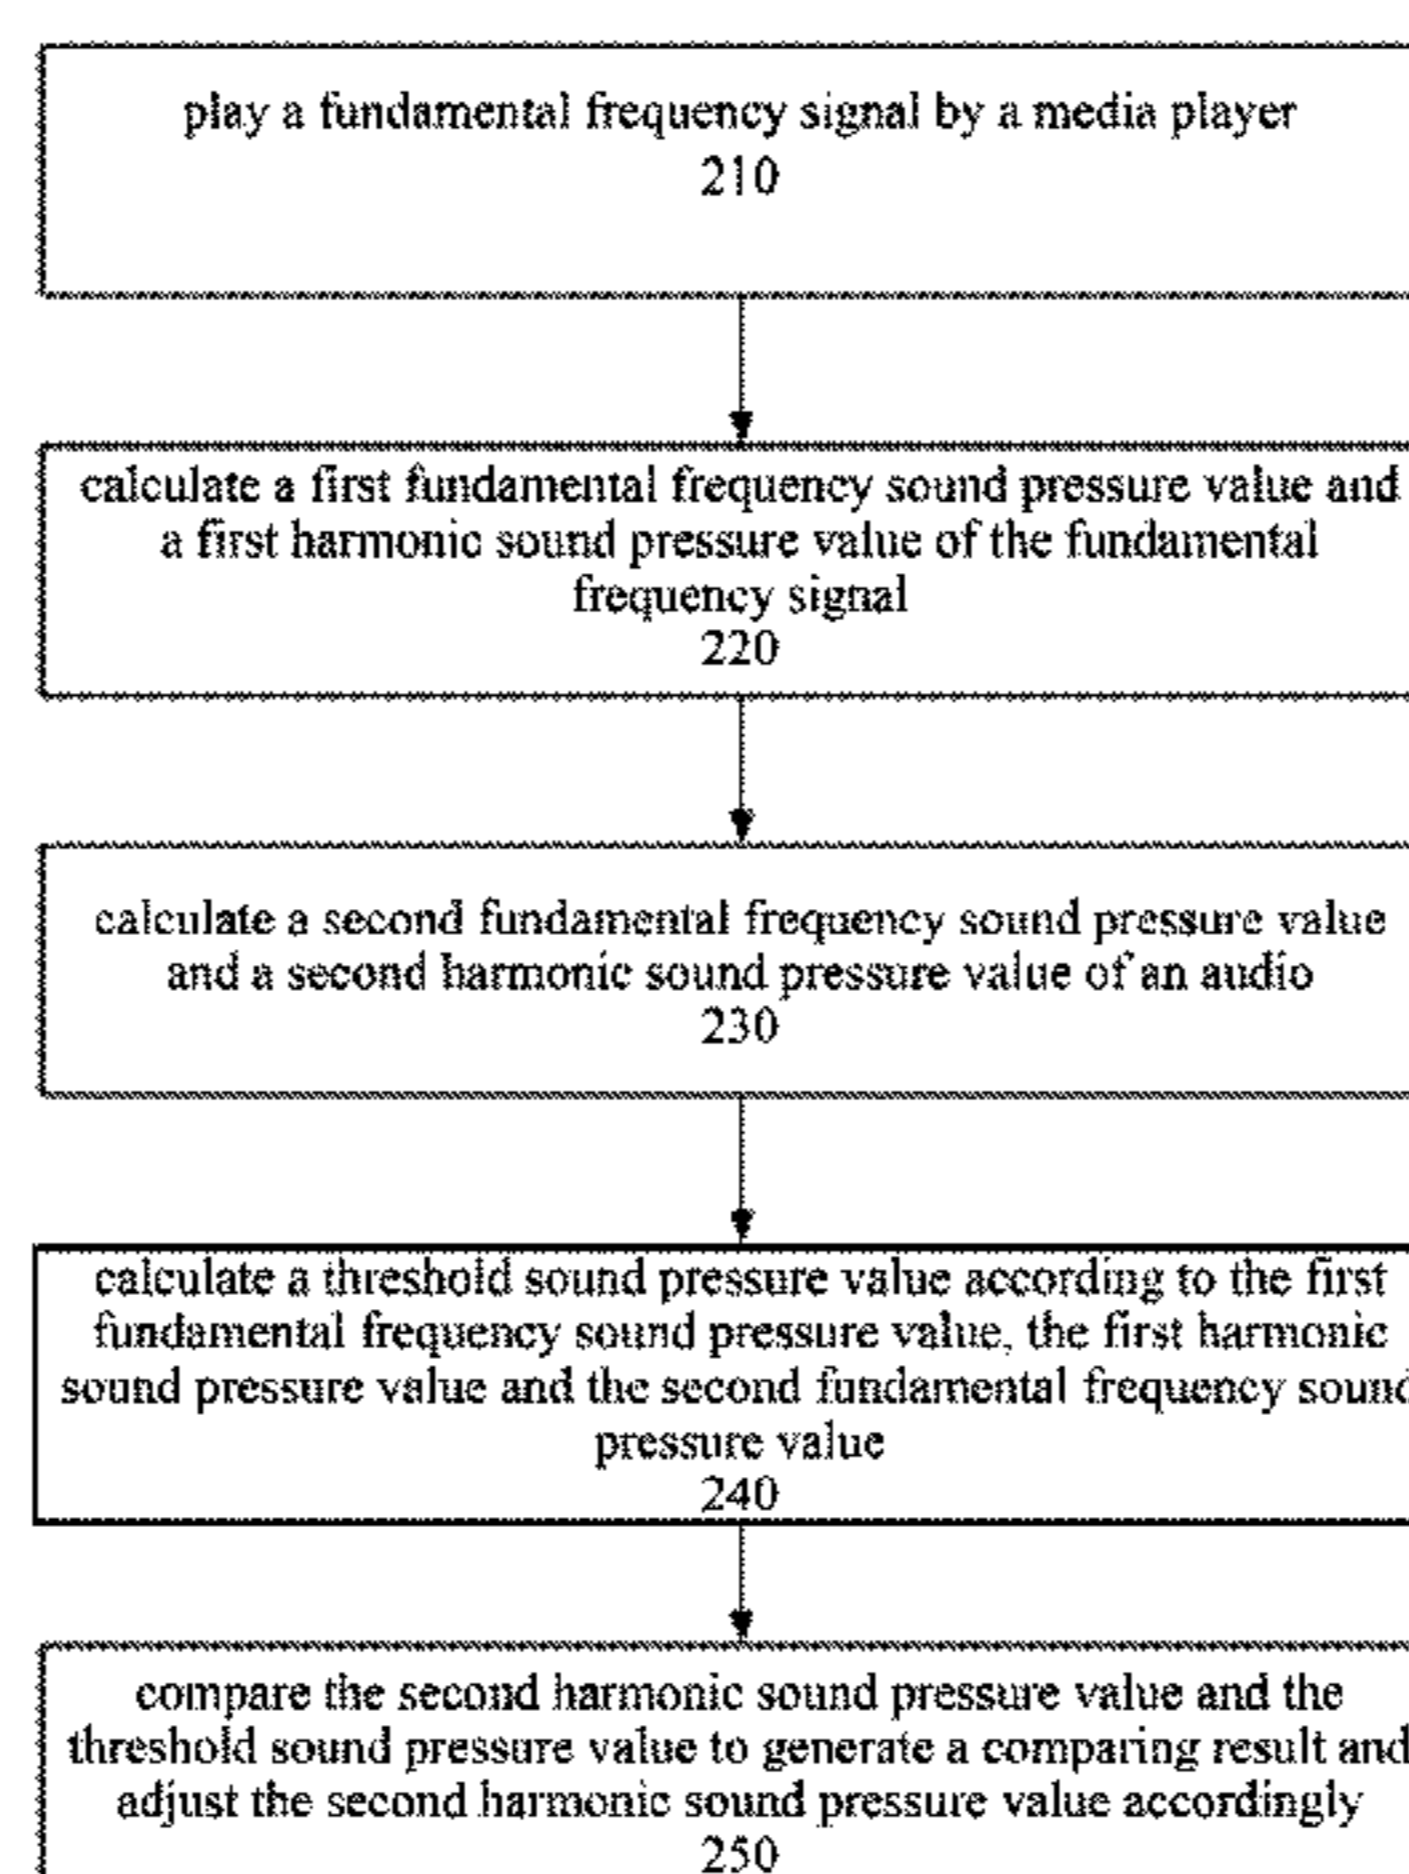 play a fundamental frequency signal by a media player
210
calculate a first fundamental frequency sound pressure value and
a first harmonic sound pressure value of the fundamental
frequency signal
220
calculate a second fundamental frequency sound pressure value
and a second harmonic sound pressure value of an audio
230
calculate a threshold sound pressure value according to the first
fundamental frequency sound pressure value, the first harmonic
sound pressure value and the second fundamental frequency sound
pressure value
240
compare the second harmonic sound pressure value and the
threshold sound pressure value to generate a comparing result and
adjust the second harmonic sound pressure value accordingly
250